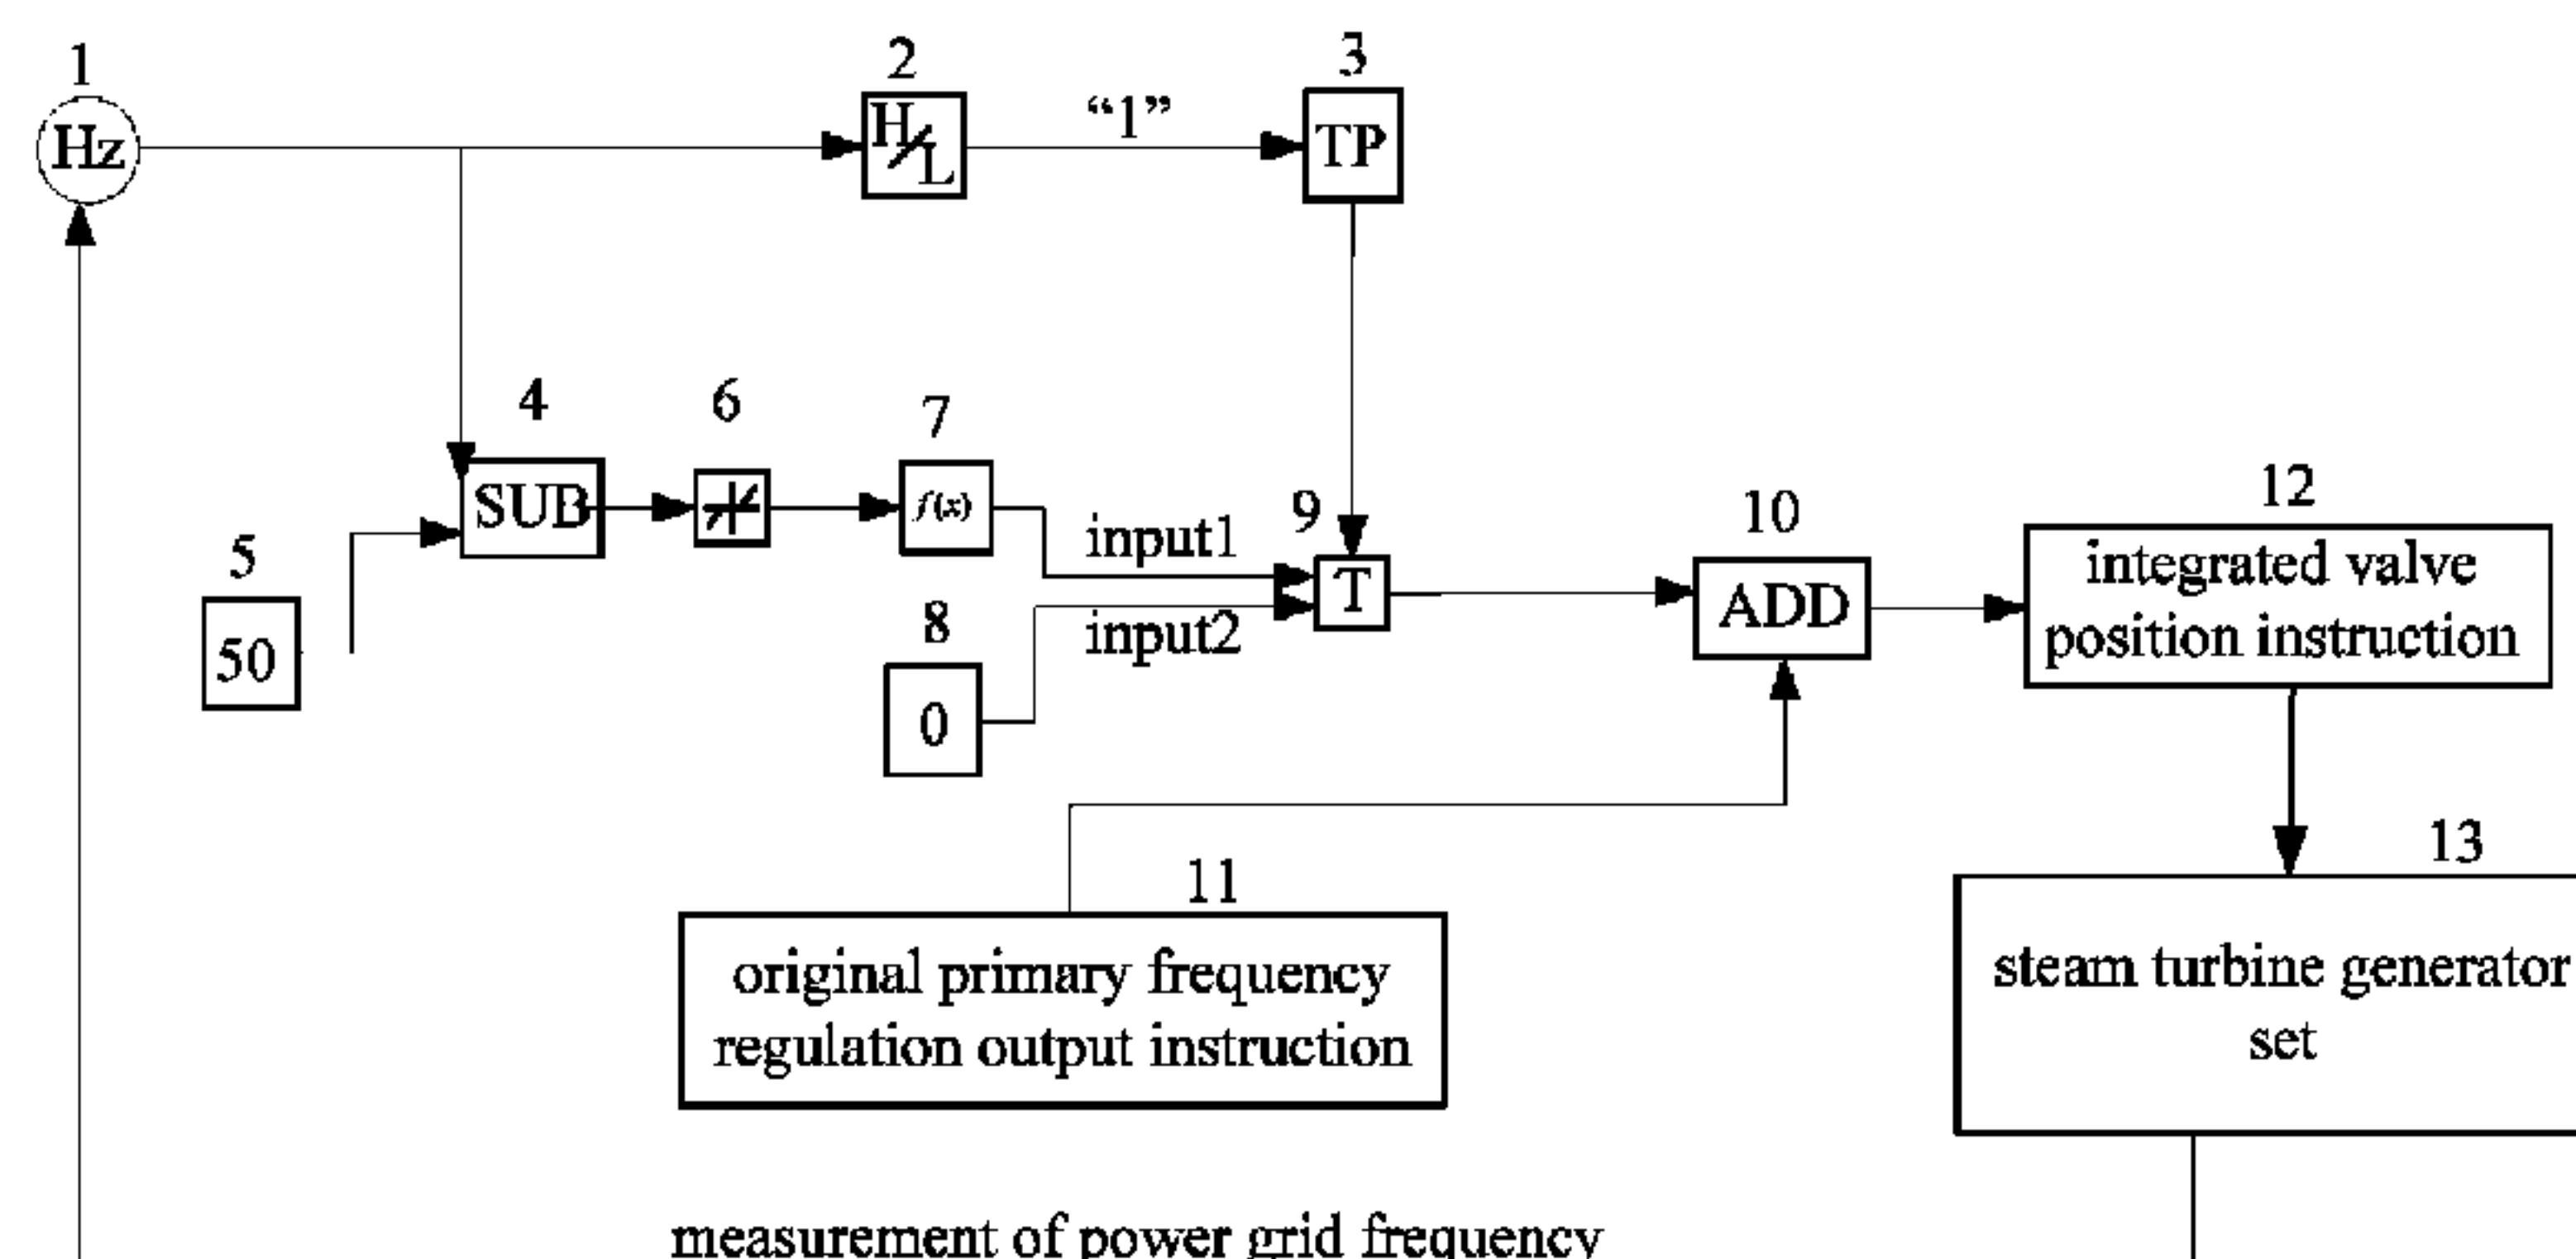 1
2
3
Hz
H/L
“1”
TP
4
6
7
SUB
f(x)
5
50
input1
9
T
8
input2
0
10
ADD
12
integrated valve
position instruction
11
original primary frequency
regulation output instruction
13
steam turbine generator
set
measurement of power grid frequency